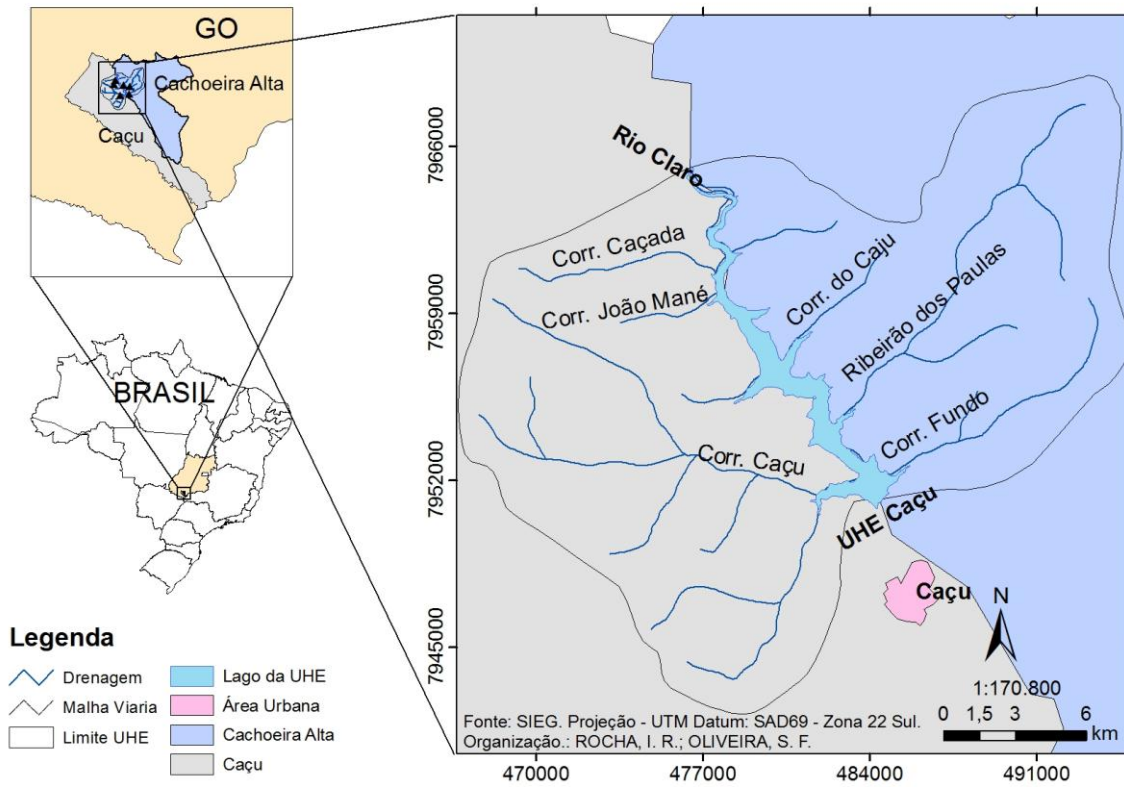 GO
Cachoeira Alta
Caçu
BRASIL
Legenda
Drenagem
Malha Viaria
Limite UHE
Lago da UHE
Área Urbana
Cachoeira Alta
Caçu
7966000
7959000
7952000
7945000
Rio Claro
Corr. Caçada
Corr. João Mané
Corr. do Caju
Ribeirão dos Paulas
Corr. Fundo
Corr. Caçu
UHE Caçu
Caçu
N
1:170.800
0 1,5 3 6
km
Fonte: SIEG. Projeção - UTM Datum: SAD69 - Zona 22 Sul.
Organização.: ROCHA, I. R.; OLIVEIRA, S. F.
470000 477000 484000 491000